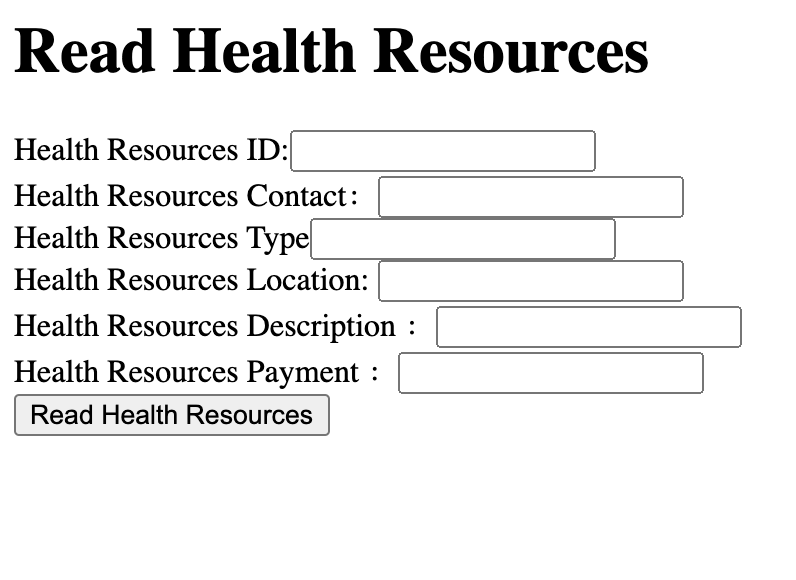 Read Health Resources
Health Resources ID:
Health Resources Contact：
Health Resources Type
Health Resources Location:
Health Resources Description ：
Health Resources Payment ：
Read Health Resources